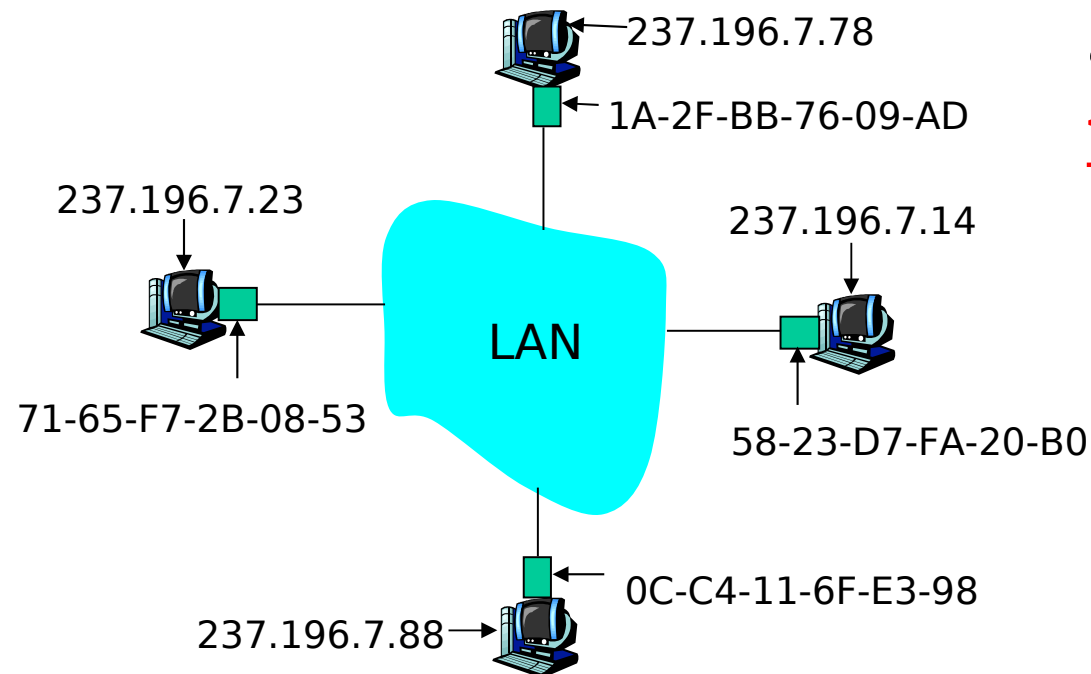 237.196.7.78
1A-2F-BB-76-09-AD
237.196.7.23
237.196.7.14
LAN
71-65-F7-2B-08-53
58-23-D7-FA-20-B0
0C-C4-11-6F-E3-98
237.196.7.88